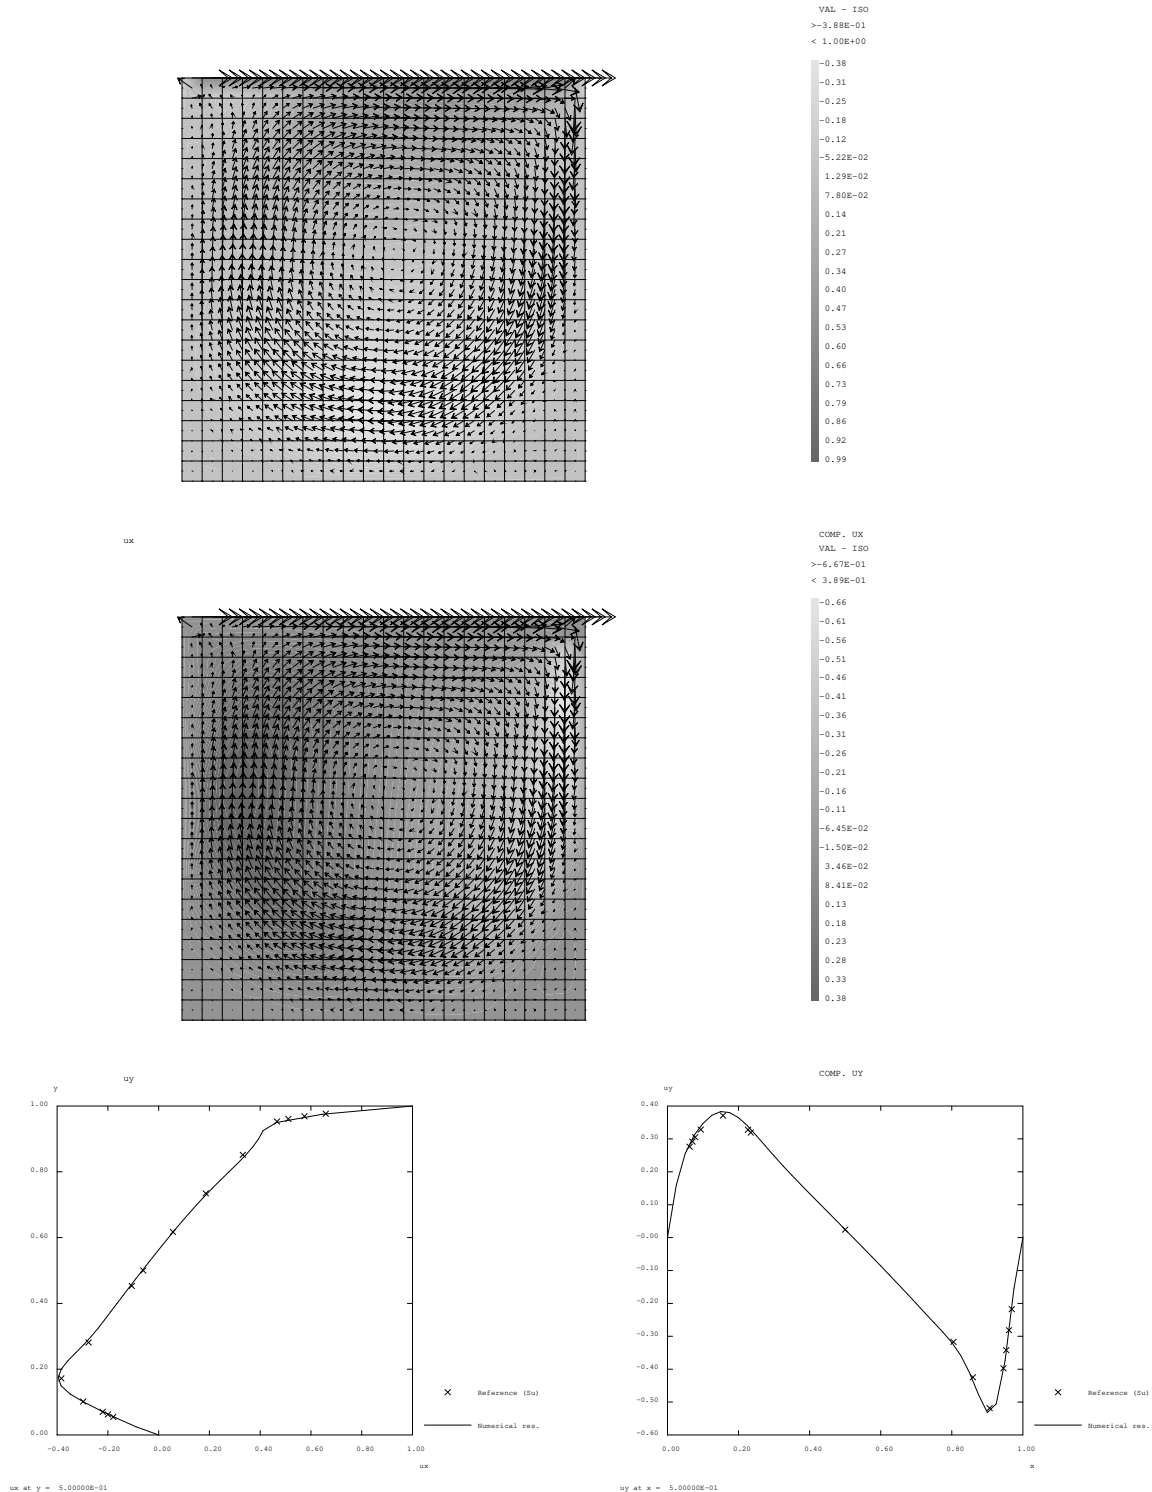 VAL - ISO
>-3.88E-01
< 1.00E+00
-0.38
-0.31
-0.25
-0.18
-0.12
-5.22E-02
1.29E-02
7.80E-02
0.14
0.21
0.27
0.34
0.40
0.47
0.53
0.60
0.66
0.73
0.79
0.86
0.92
0.99
ux
COMP. UX
VAL - ISO
>-6.67E-01
< 3.89E-01
-0.66
-0.61
-0.56
-0.51
-0.46
-0.41
-0.36
-0.31
-0.26
-0.21
-0.16
-0.11
-6.45E-02
-1.50E-02
3.46E-02
8.41E-02
0.13
0.18
0.23
0.28
0.33
0.38
uy
COMP. UY
y
1.00
0.80
0.60
0.40
0.20
0.00
-0.40 -0.20 0.00 0.20 0.40 0.60 0.80 1.00
ux
Reference (Su)
Numerical res.
ux at y = 5.00000E-01
uy
0.40
0.30
0.20
0.10
-0.00
-0.10
-0.20
-0.30
-0.40
-0.50
-0.60
0.00 0.20 0.40 0.60 0.80 1.00
x
Reference (Su)
Numerical res.
uy at x = 5.00000E-01